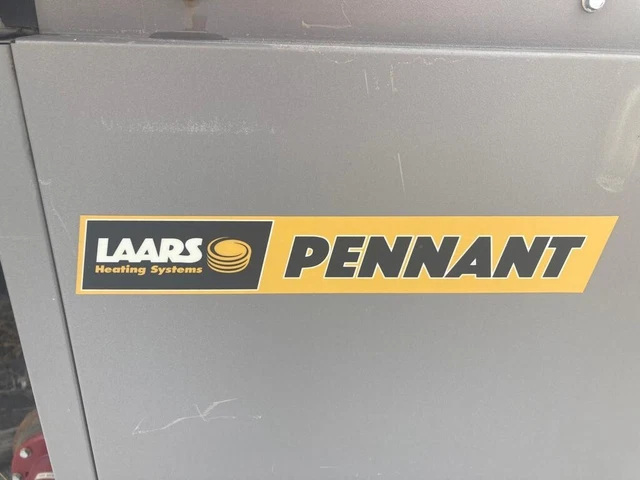 LAARS
Heating Systems
PENNANT